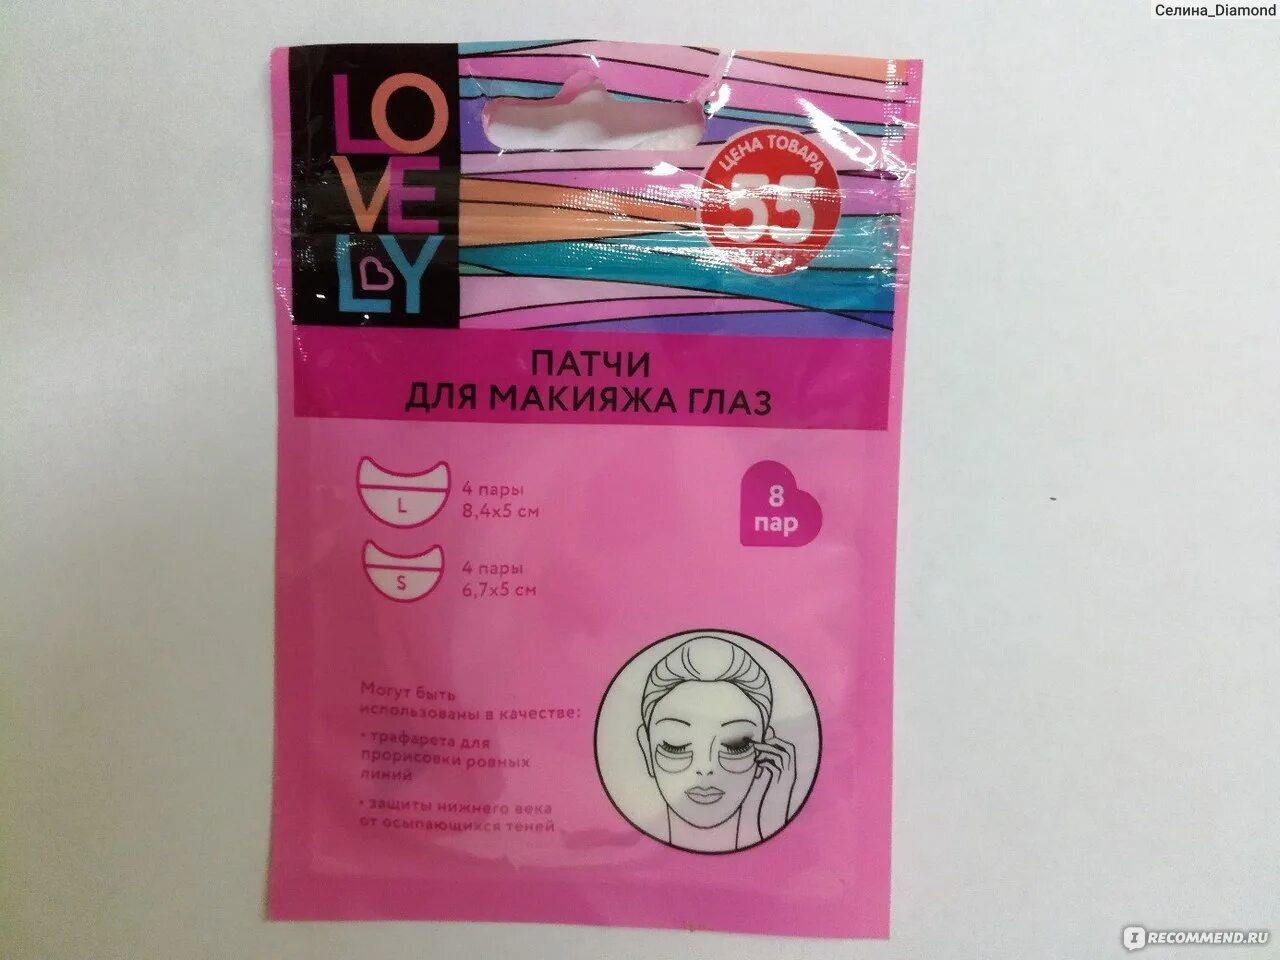 Селина_Diamond
LO
VE
LY
ЦЕНА ТОВАРА
55
РУБ
ПАТЧИ
ДЛЯ МАКИЯЖА ГЛАЗ
L
4 пары
8,4х5 см
8
пар
S
4 пары
6,7х5 см
Могут быть
использованы в качестве:
• трафарета для
прорисовки ровных
линий
• защиты нижнего века
от осыпающихся теней
IRECOMMEND.RU